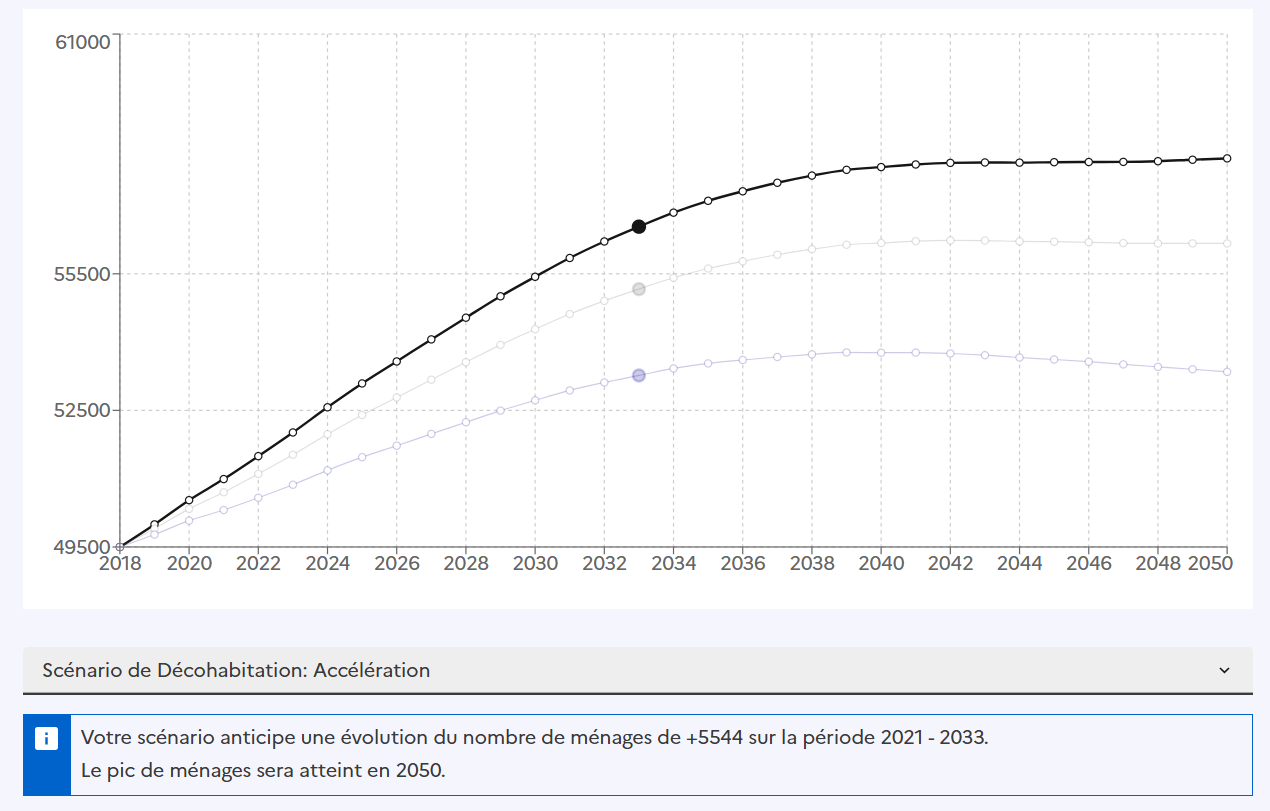 61000
55500
52500
49500
2018 2020 2022 2024 2026 2028 2030 2032 2034 2036 2038 2040 2042 2044 2046 2048 2050
Scénario de Décohabitation: Accélération
Votre scénario anticipe une évolution du nombre de ménages de +5544 sur la période 2021 - 2033.
Le pic de ménages sera atteint en 2050.